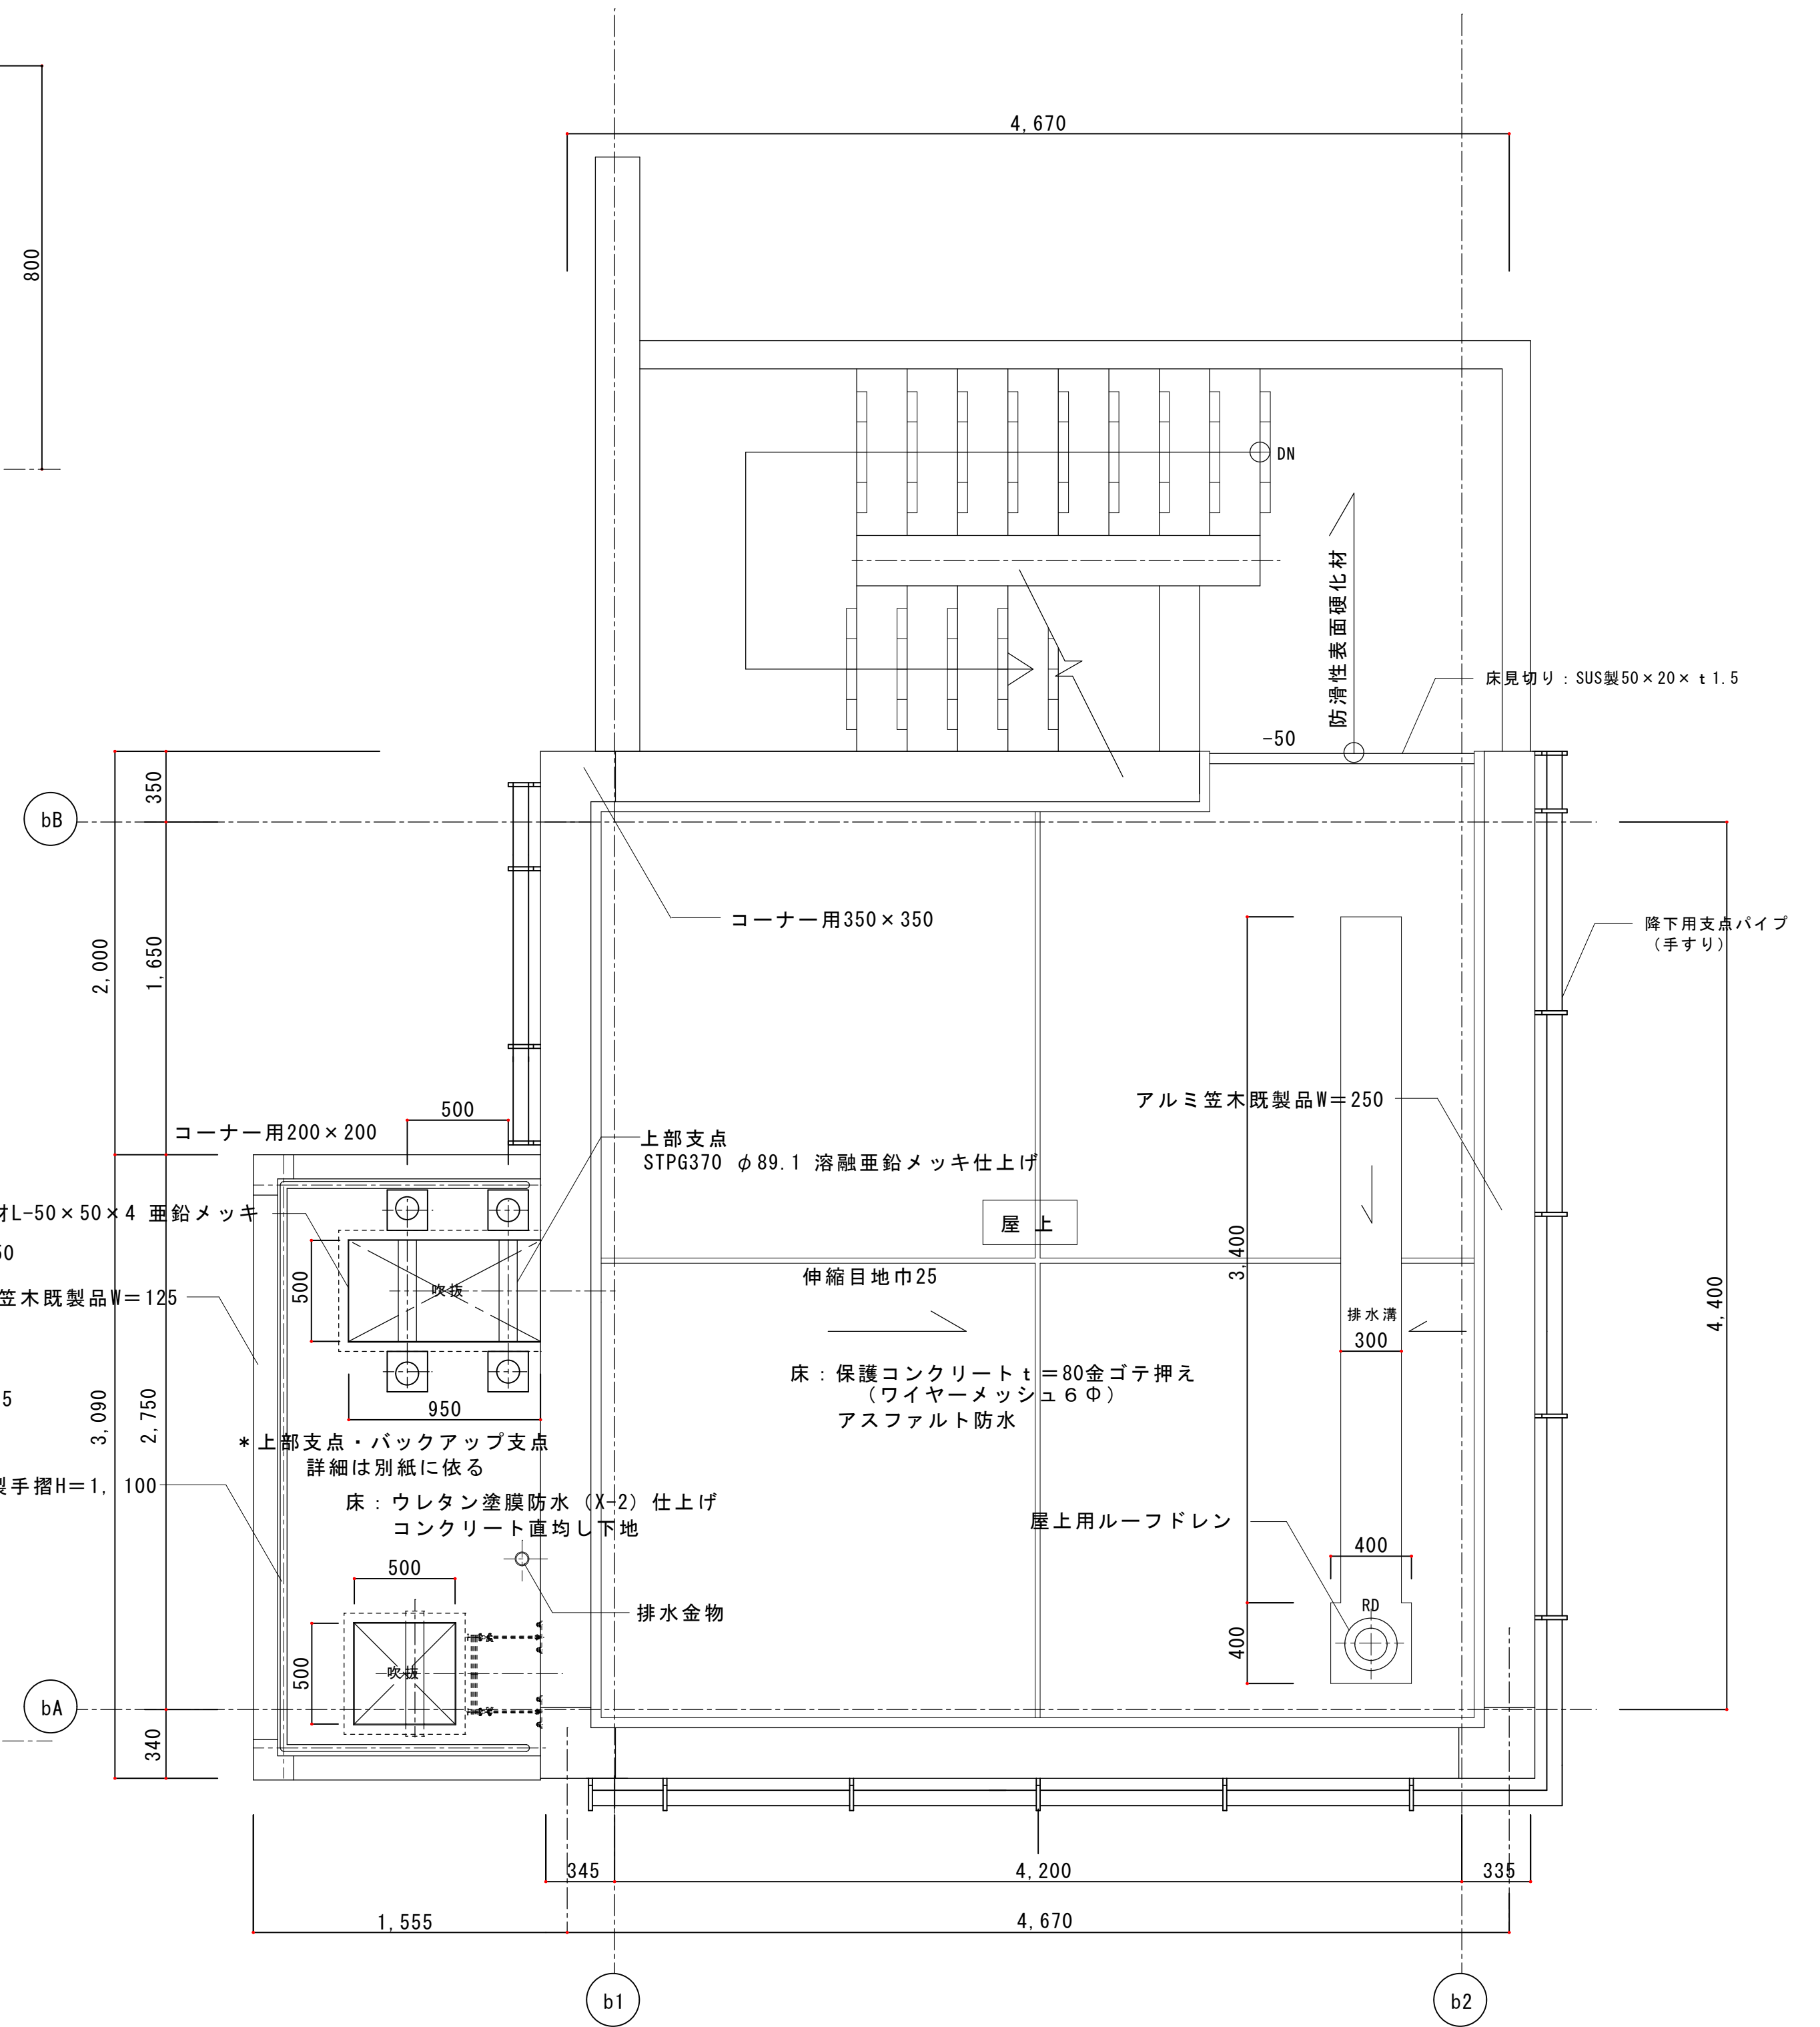 4,670
800
DN
防滑性表面硬化材
床見切り：SUS製50×20×ｔ1.5
-50
350
bB
コーナー用350×350
降下用支点パイプ
（手すり）
2,000
1,650
アルミ笠木既製品W＝250
500
コーナー用200×200
上部支点
STPG370 φ89.1 溶融亜鉛メッキ仕上げ
L-50×50×4 亜鉛メッキ
屋 上
50
3,400
500
吹抜
伸縮目地巾25
笠木既製品W＝125
排水溝
300
4,400
床：保護コンクリートｔ＝80金ゴテ押え
（ワイヤーメッシュ６Φ）
アスファルト防水
5
950
3,090
2,750
＊上部支点・バックアップ支点
詳細は別紙に依る
製手摺H＝1, 100
床：ウレタン塗膜防水（X-2）仕上げ
コンクリート直均し下地
屋上用ルーフドレン
400
500
排水金物
RD
400
500
吹抜
bA
340
345
4,200
335
1,555
4,670
b1
b2